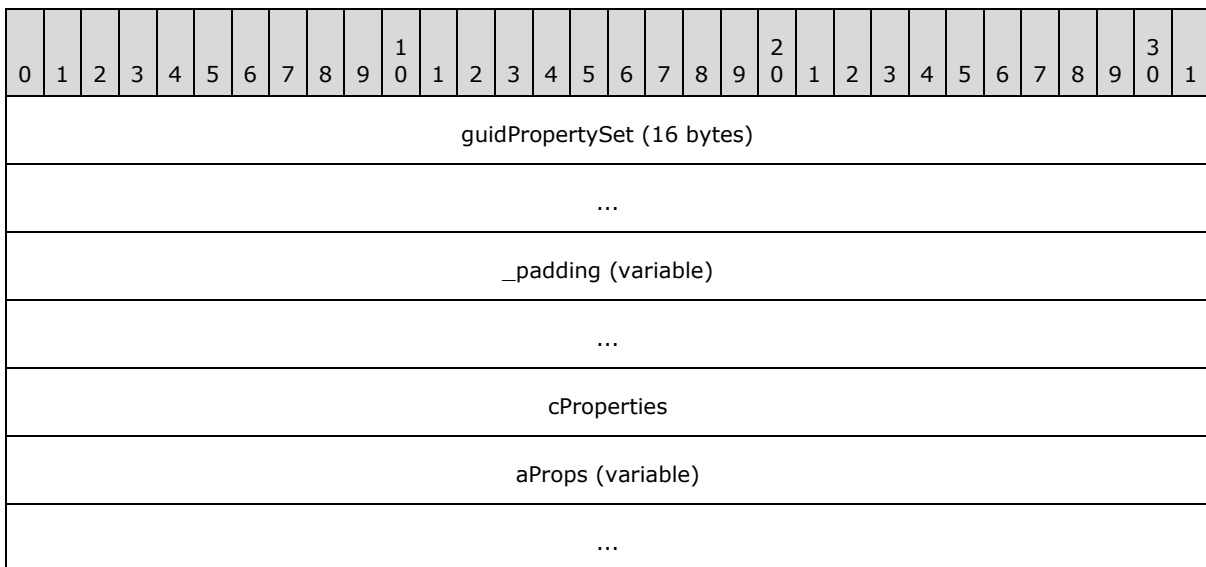 1 2 3
0 1 2 3 4 5 6 7 8 9 0 1 2 3 4 5 6 7 8 9 0 1 2 3 4 5 6 7 8 9 0 1
guidPropertySet (16 bytes)
...
_padding (variable)
...
cProperties
aProps (variable)
...